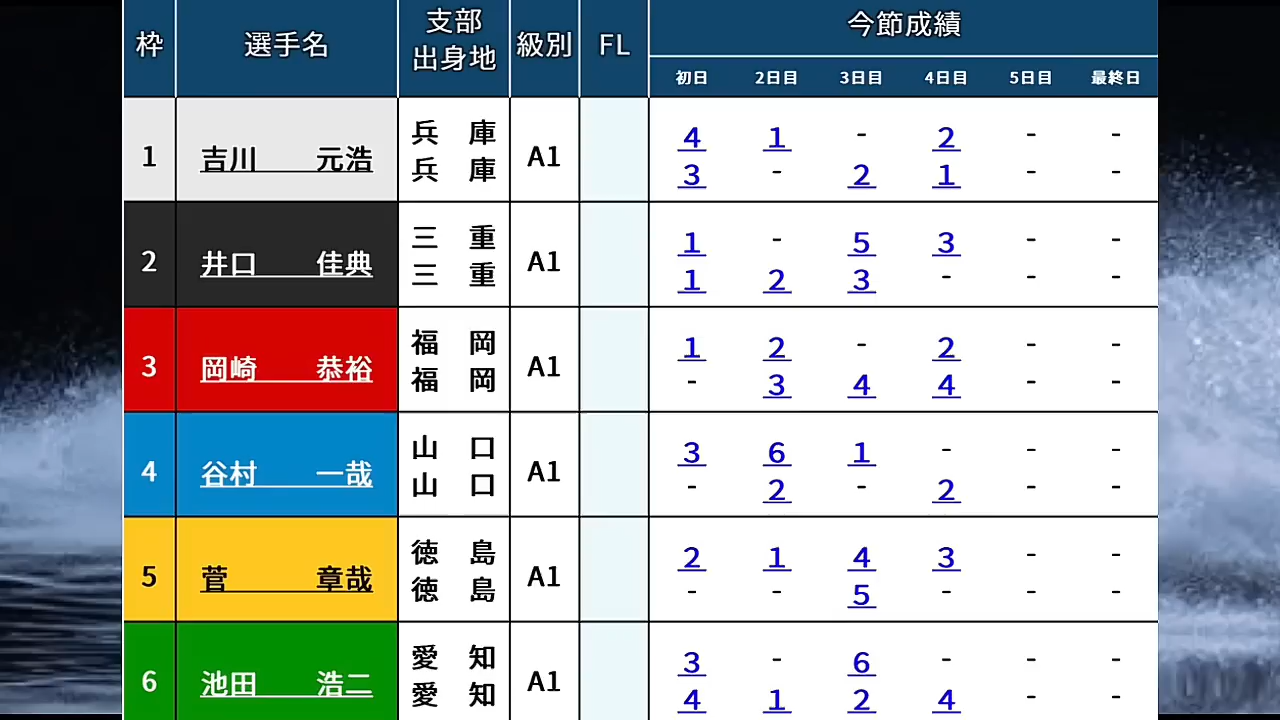 枠 選手名 支部 級別 FL 今節成績
出身地
初日 2日目 3日目 4日目 5日目 最終日
1 吉川 元浩 兵庫 A1 4 1 - 2 - -
兵庫 3 - 2 1 - -
2 井口 佳典 三重 A1 1 - 5 3 - -
三重 1 2 3 - - -
3 岡崎 恭裕 福岡 A1 1 2 - 2 - -
福岡 - 3 4 4 - -
4 谷村 一哉 山口 A1 3 6 1 - - -
山口 - 2 - 2 - -
5 菅 章哉 徳島 A1 2 1 4 3 - -
徳島 - - 5 - - -
6 池田 浩二 愛知 A1 3 - 6 - - -
愛知 4 1 2 4 - -